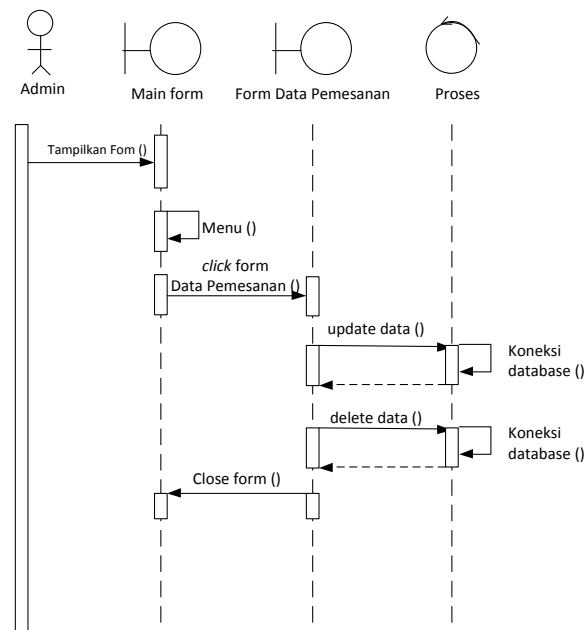 Admin
Main form
Form Data Pemesanan
Proses
Tampilkan Fom ()
Menu ()
click form
Data Pemesanan ()
update data ()
Koneksi
database ()
delete data ()
Koneksi
database ()
Close form ()